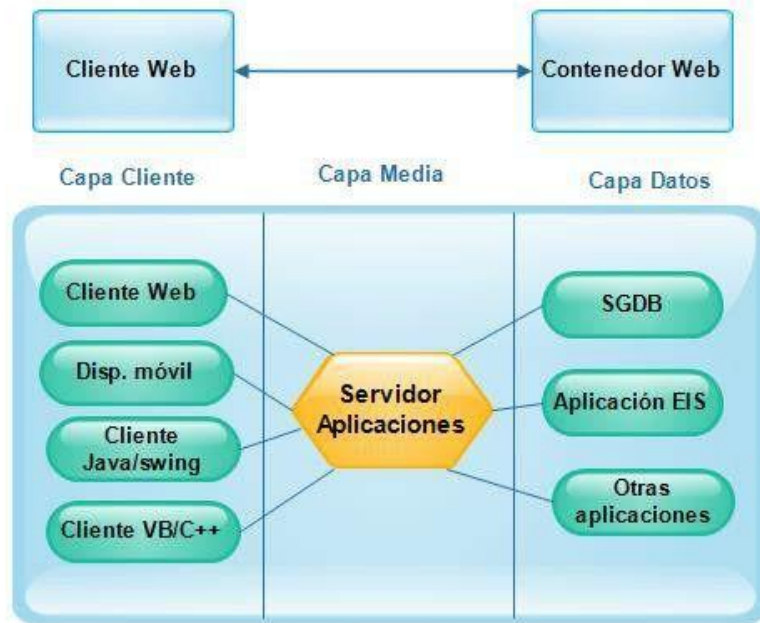 Cliente Web
Contenedor Web
Capa Cliente
Capa Media
Capa Datos
Cliente Web
Disp. móvil
Cliente
Java/swing
Cliente VB/C++
Servidor
Aplicaciones
SGDB
Aplicación EIS
Otras
aplicaciones